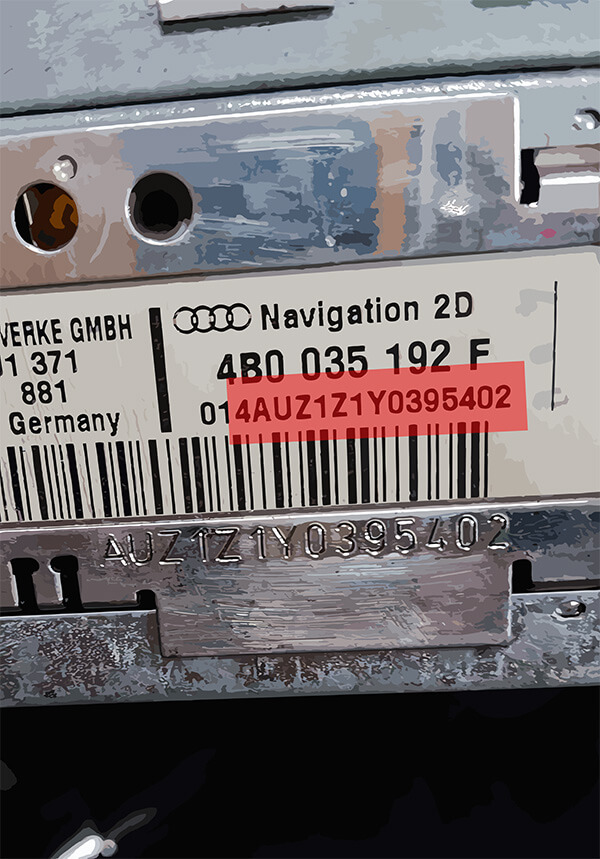 VERKE GMBH
1 371
881
Germany
Navigation 2D
4B0 035 192 F
014AUZ1Z1Y0395402
AUZ1Z1Y0395402